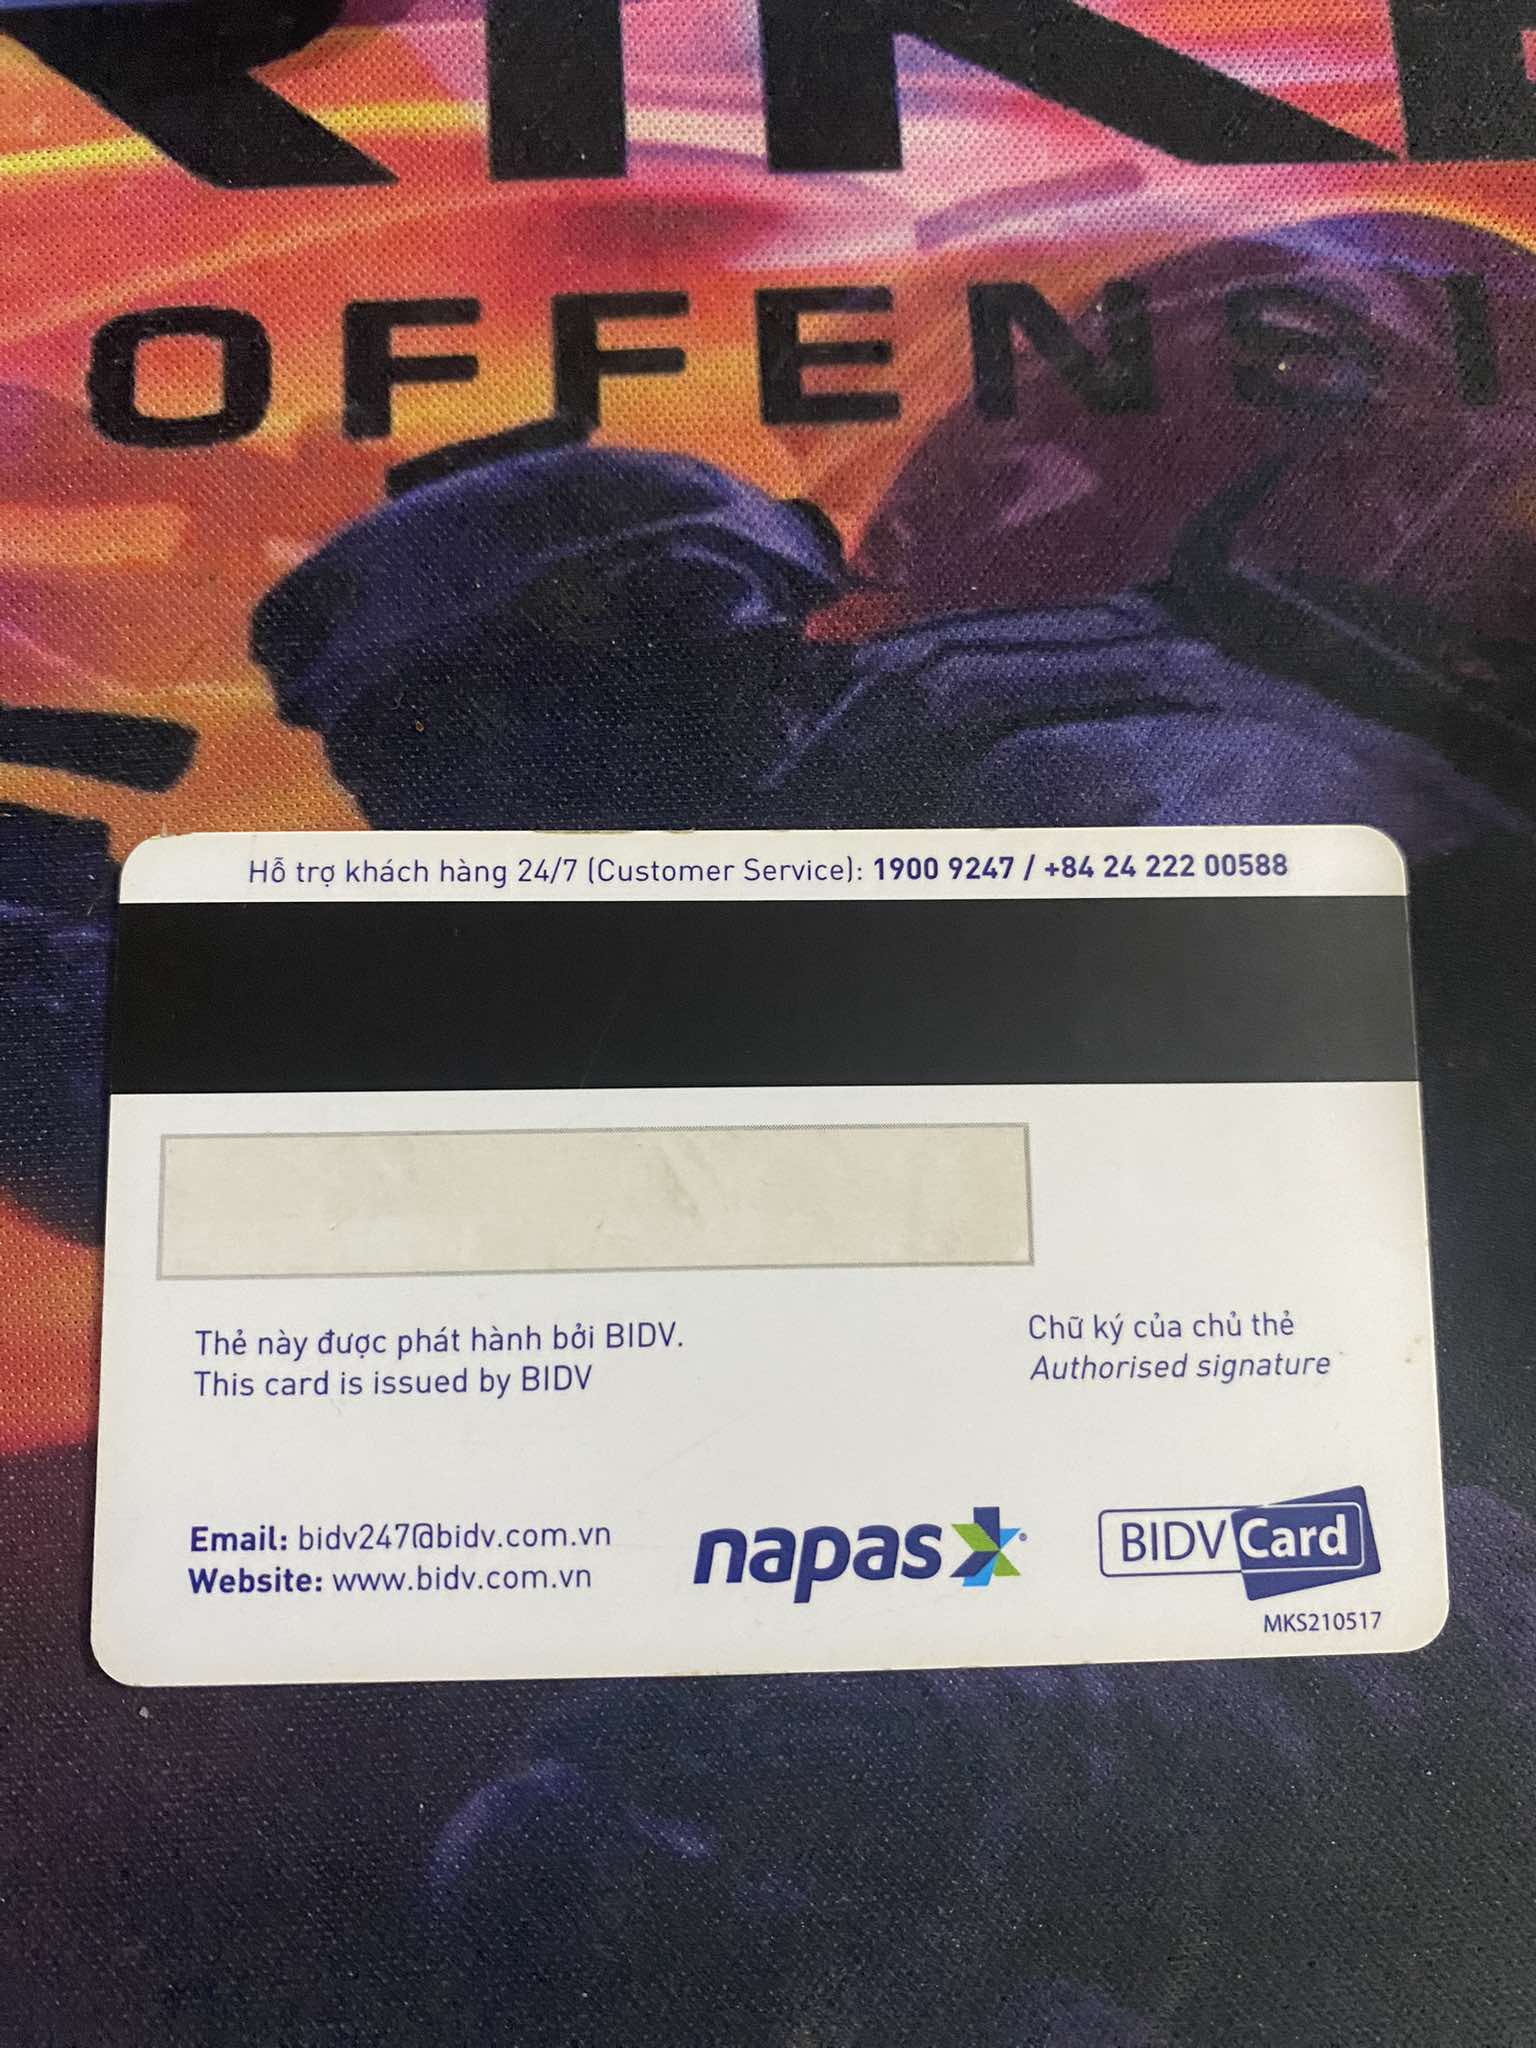 OFFENSI
Hỗ trợ khách hàng 24/7 (Customer Service): 1900 9247 / +84 24 222 00588
Thẻ này được phát hành bởi BIDV.
This card is issued by BIDV
Chữ ký của chủ thẻ
Authorised signature
Email: bidv247@bidv.com.vn
Website: www.bidv.com.vn
napas
BIDV Card
MKS210517